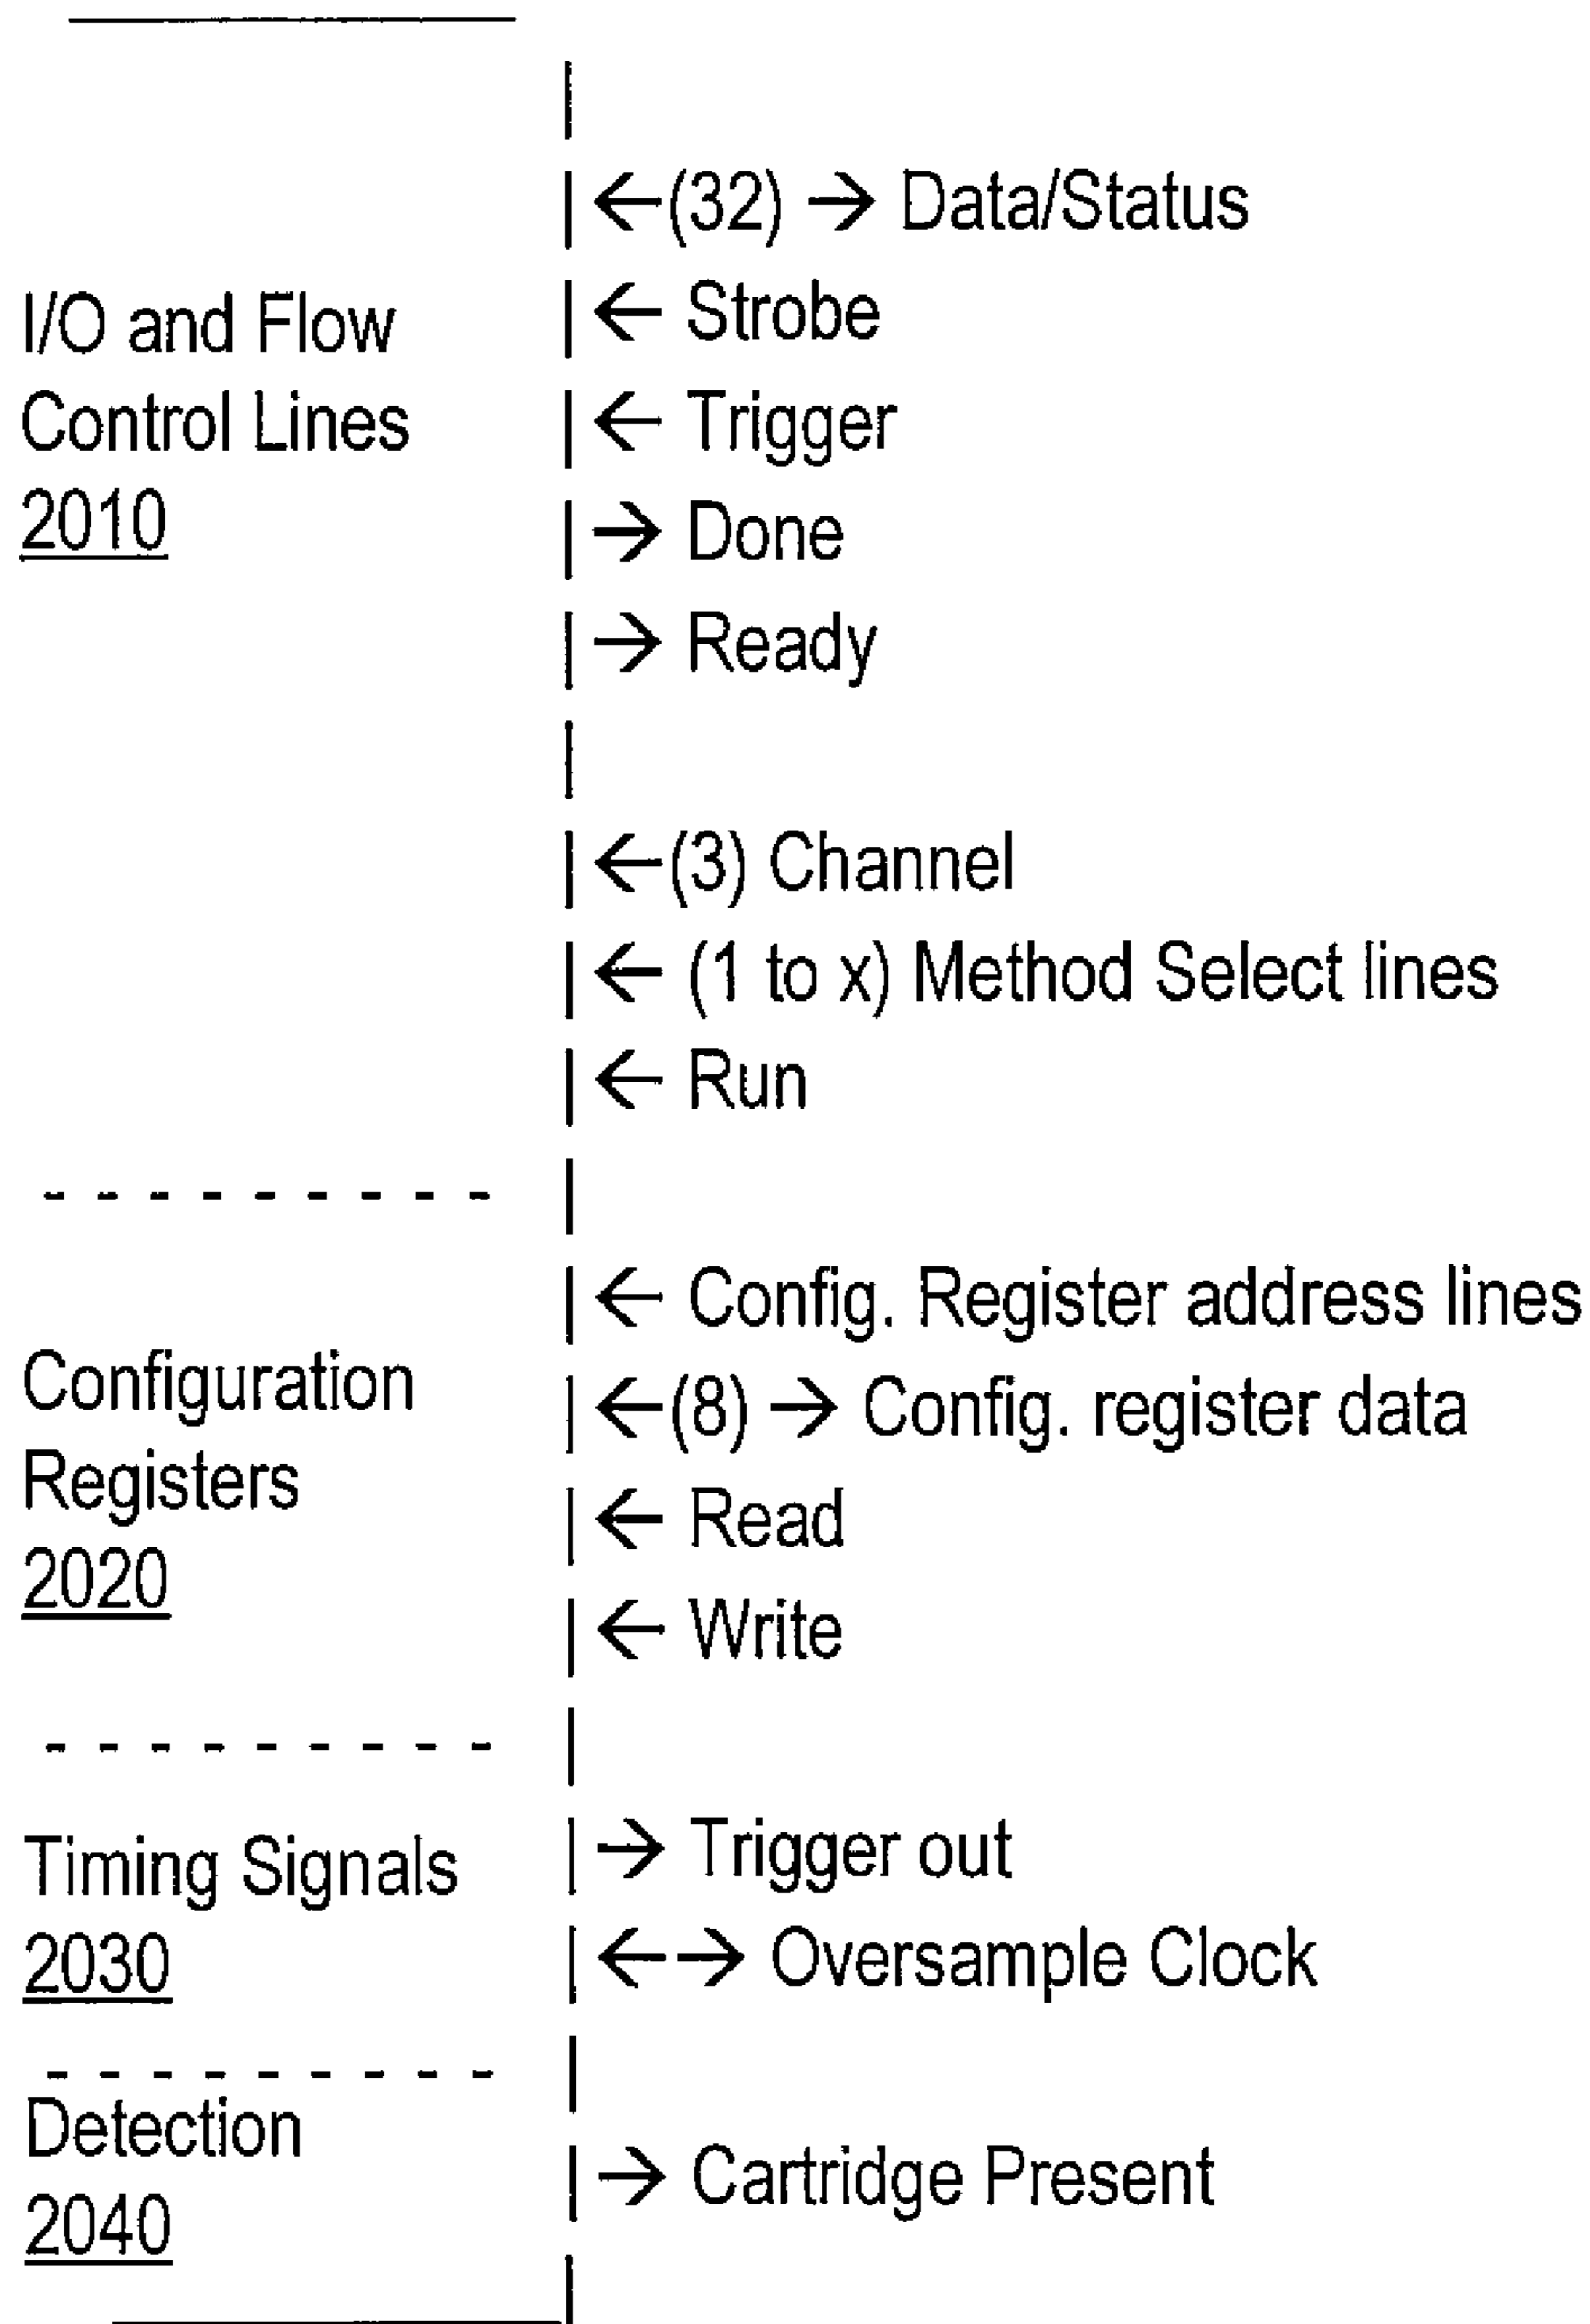 ←(32) → Data/Status
I/O and Flow
← Strobe
Control Lines
← Trigger
2010
→ Done
→ Ready
←(3) Channel
← (1 to x) Method Select lines
← Run
← Config. Register address lines
Configuration
←(8) → Config. register data
Registers
← Read
2020
← Write
Timing Signals
→ Trigger out
2030
←→ Oversample Clock
Detection
→ Cartridge Present
2040